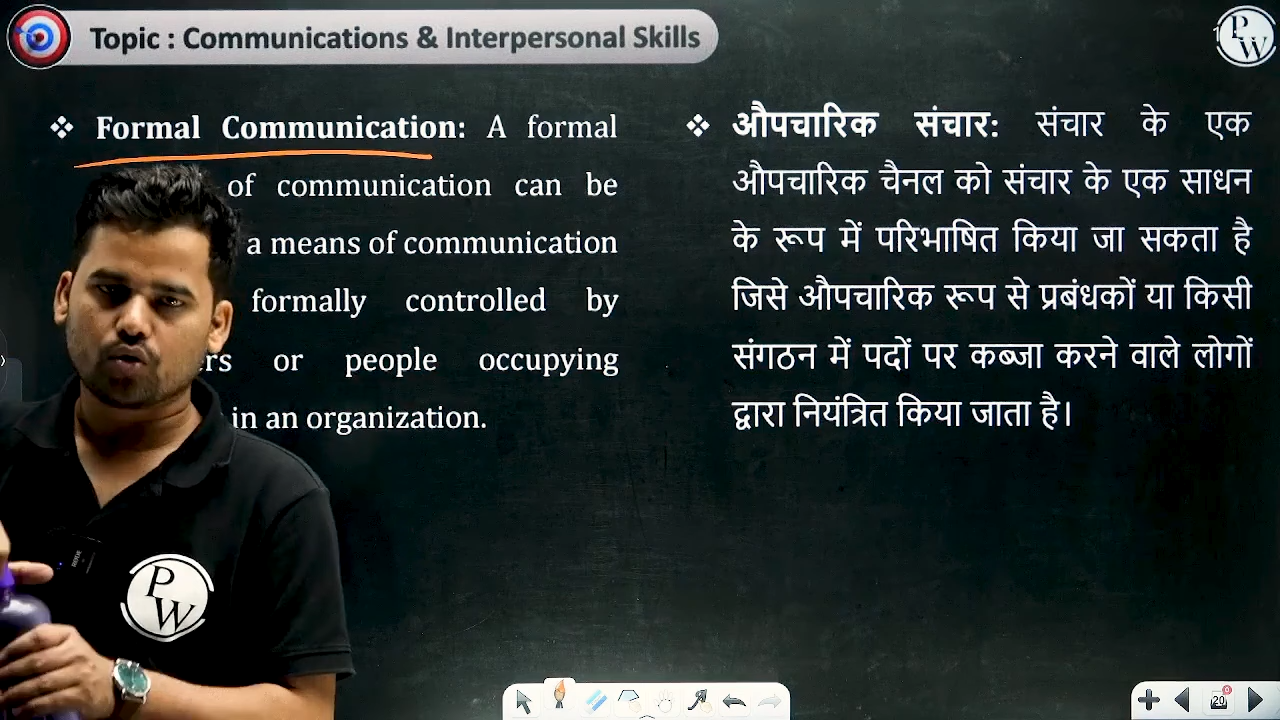 Topic : Communications & Interpersonal Skills
P
W
❖ Formal Communication: A formal
of communication can be
a means of communication
formally controlled by
or people occupying
in an organization.
❖ औपचारिक संचार: संचार के एक
औपचारिक चैनल को संचार के एक साधन
के रूप में परिभाषित किया जा सकता है
जिसे औपचारिक रूप से प्रबंधकों या किसी
संगठन में पदों पर कब्जा करने वाले लोगों
द्वारा नियंत्रित किया जाता है।
P
W
20